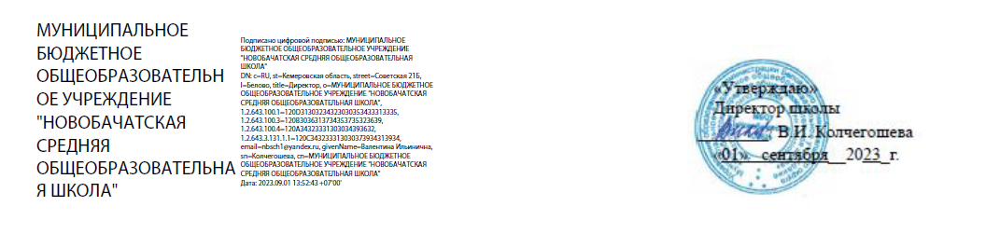 МУНИЦИПАЛЬНОЕ
БЮДЖЕТНОЕ
ОБЩЕОБРАЗОВАТЕЛЬН
ОЕ УЧРЕЖДЕНИЕ
"НОВОБАЧАТСКАЯ
СРЕДНЯЯ
ОБЩЕОБРАЗОВАТЕЛЬНА
Я ШКОЛА"
Подписано цифровой подписью: МУНИЦИПАЛЬНОЕ
БЮДЖЕТНОЕ ОБЩЕОБРАЗОВАТЕЛЬНОЕ УЧРЕЖДЕНИЕ
"НОВОБАЧАТСКАЯ СРЕДНЯЯ ОБЩЕОБРАЗОВАТЕЛЬНАЯ
ШКОЛА"
DN: c=RU, st=Кемеровская область, street=Советская 21Б,
l=Белово, title=Директор, o=МУНИЦИПАЛЬНОЕ БЮДЖЕТНОЕ
ОБЩЕОБРАЗОВАТЕЛЬНОЕ УЧРЕЖДЕНИЕ "НОВОБАЧАТСКАЯ
СРЕДНЯЯ ОБЩЕОБРАЗОВАТЕЛЬНАЯ ШКОЛА",
1.2.643.100.1=120D31303234323030353433313335,
1.2.643.100.3=120B3036313734353735323639,
1.2.643.100.4=120A34323331303034393632,
1.2.643.3.131.1.1=120C343233313030373934313934,
email=nbsch1@yandex.ru, givenName=Валентина Ильинична,
sn=Колчегошева, cn=МУНИЦИПАЛЬНОЕ БЮДЖЕТНОЕ
ОБЩЕОБРАЗОВАТЕЛЬНОЕ УЧРЕЖДЕНИЕ "НОВОБАЧАТСКАЯ
СРЕДНЯЯ ОБЩЕОБРАЗОВАТЕЛЬНАЯ ШКОЛА"
Дата: 2023.09.01 13:52:43 +07'00'
«Утверждаю»
Директор школы
В.И. Колчегошева
«01» сентября 2023 г.